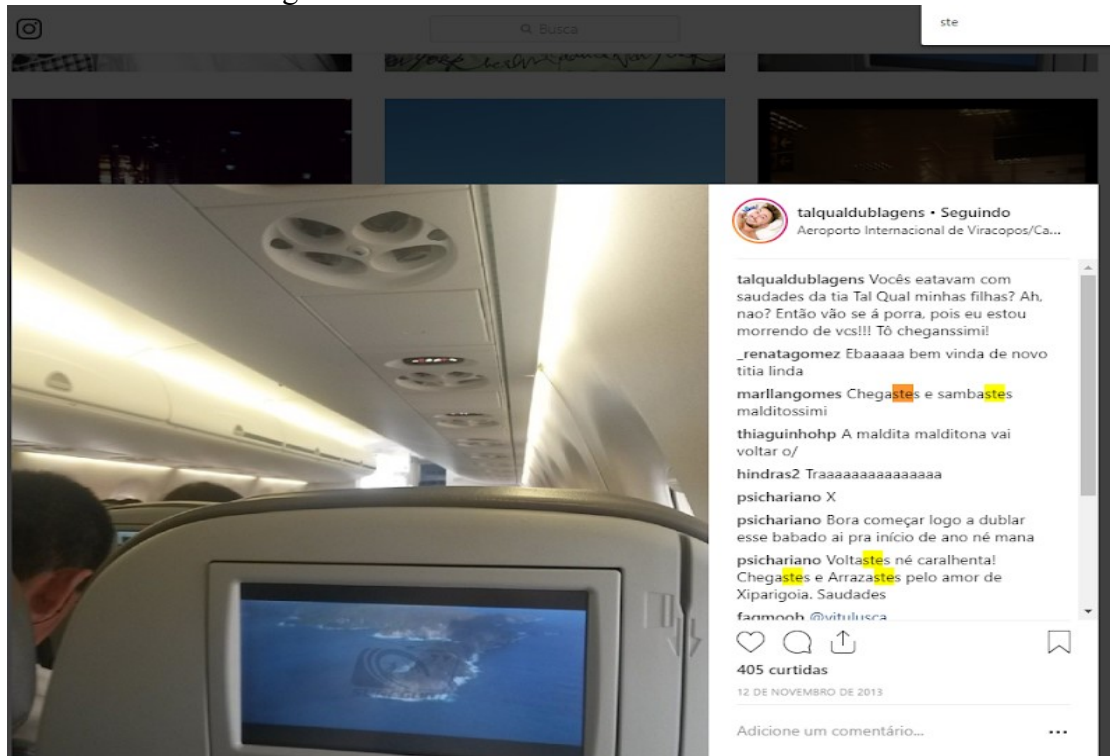 Busca
ste
talqualdublagens • Seguindo
Aeroporto Internacional de Viracopos/Ca...
talqualdublagens Vocês eatavam com
saudades da tia Tal Qual minhas filhas? Ah,
nao? Então vão se á porra, pois eu estou
morrendo de vcs!!! Tô cheganssimi!
_renatagomez Ebaaaaa bem vinda de novo
titia linda
marllangomes Chegastes e sambastes
malditossimi
thiaguinhohp A maldita malditona vai
voltar o/
hindras2 Traaaaaaaaaaaaaaa
psichariano X
psichariano Bora começar logo a dublar
esse babado ai pra início de ano né mana
psichariano Voltastes né caralhenta!
Chegastes e Arrazastes pelo amor de
Xiparigoia. Saudades
faqmoob @vitulusca
405 curtidas
12 DE NOVEMBRO DE 2013
Adicione um comentário...